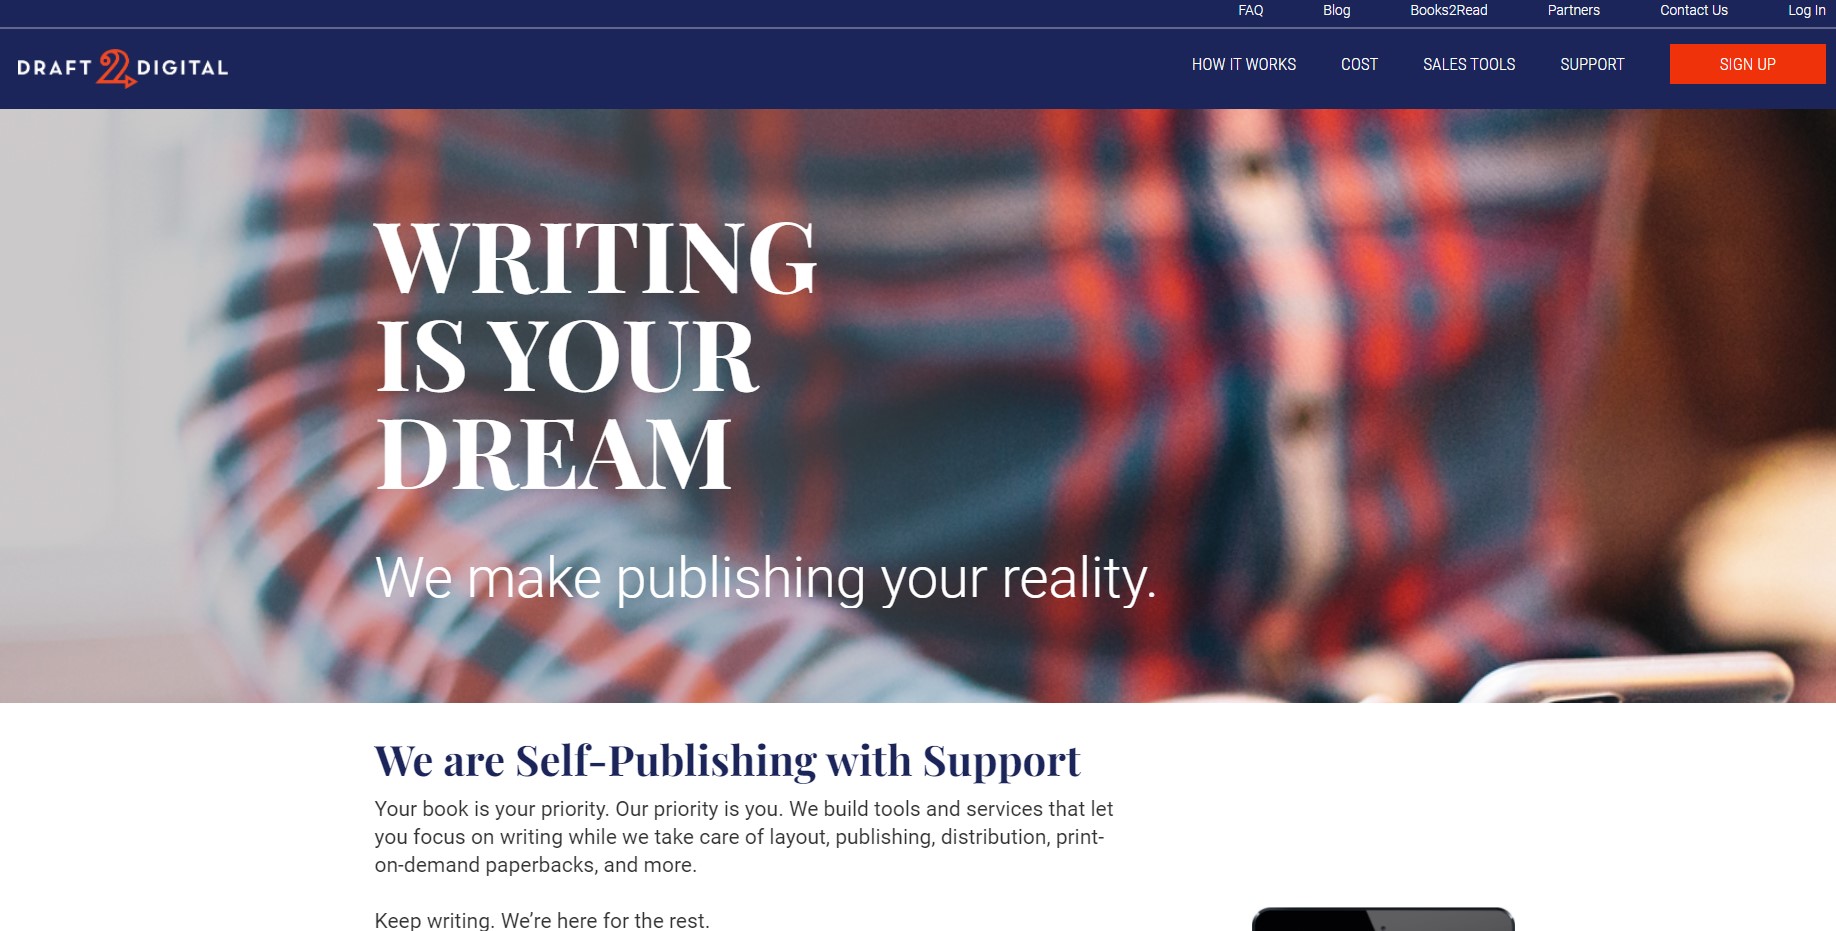 FAQ Blog Books2Read Partners Contact Us Log In
DRAFT 2 DIGITAL HOW IT WORKS COST SALES TOOLS SUPPORT SIGN UP
WRITING
IS YOUR
DREAM
We make publishing your reality.
We are Self-Publishing with Support
Your book is your priority. Our priority is you. We build tools and services that let
you focus on writing while we take care of layout, publishing, distribution, print-
on-demand paperbacks, and more.
Keep writing. We’re here for the rest.